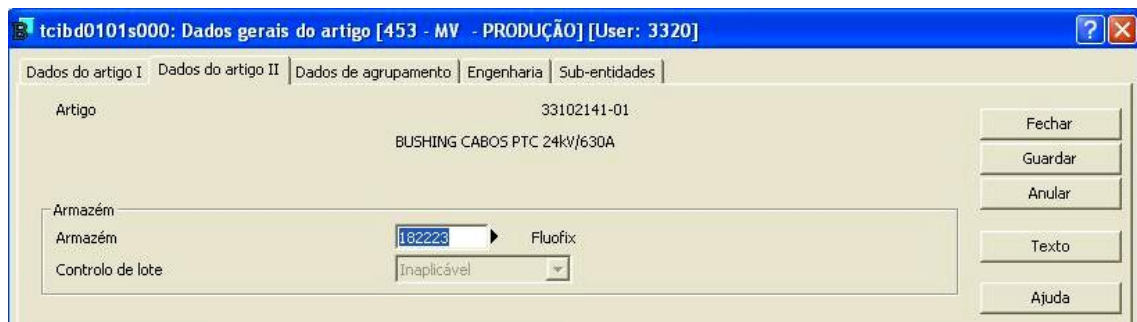 tcibd0101s000: Dados gerais do artigo [453 - MV - PRODUÇÃO] [User: 3320]
Dados do artigo I Dados do artigo II Dados de agrupamento Engenharia Sub-entidades
Artigo 33102141-01
Fechar
BUSHING CABOS PTC 24kV/630A
Guardar
Anular
Armazém
Armazém 182223 Fluofix
Texto
Controlo de lote Inaplicável
Ajuda